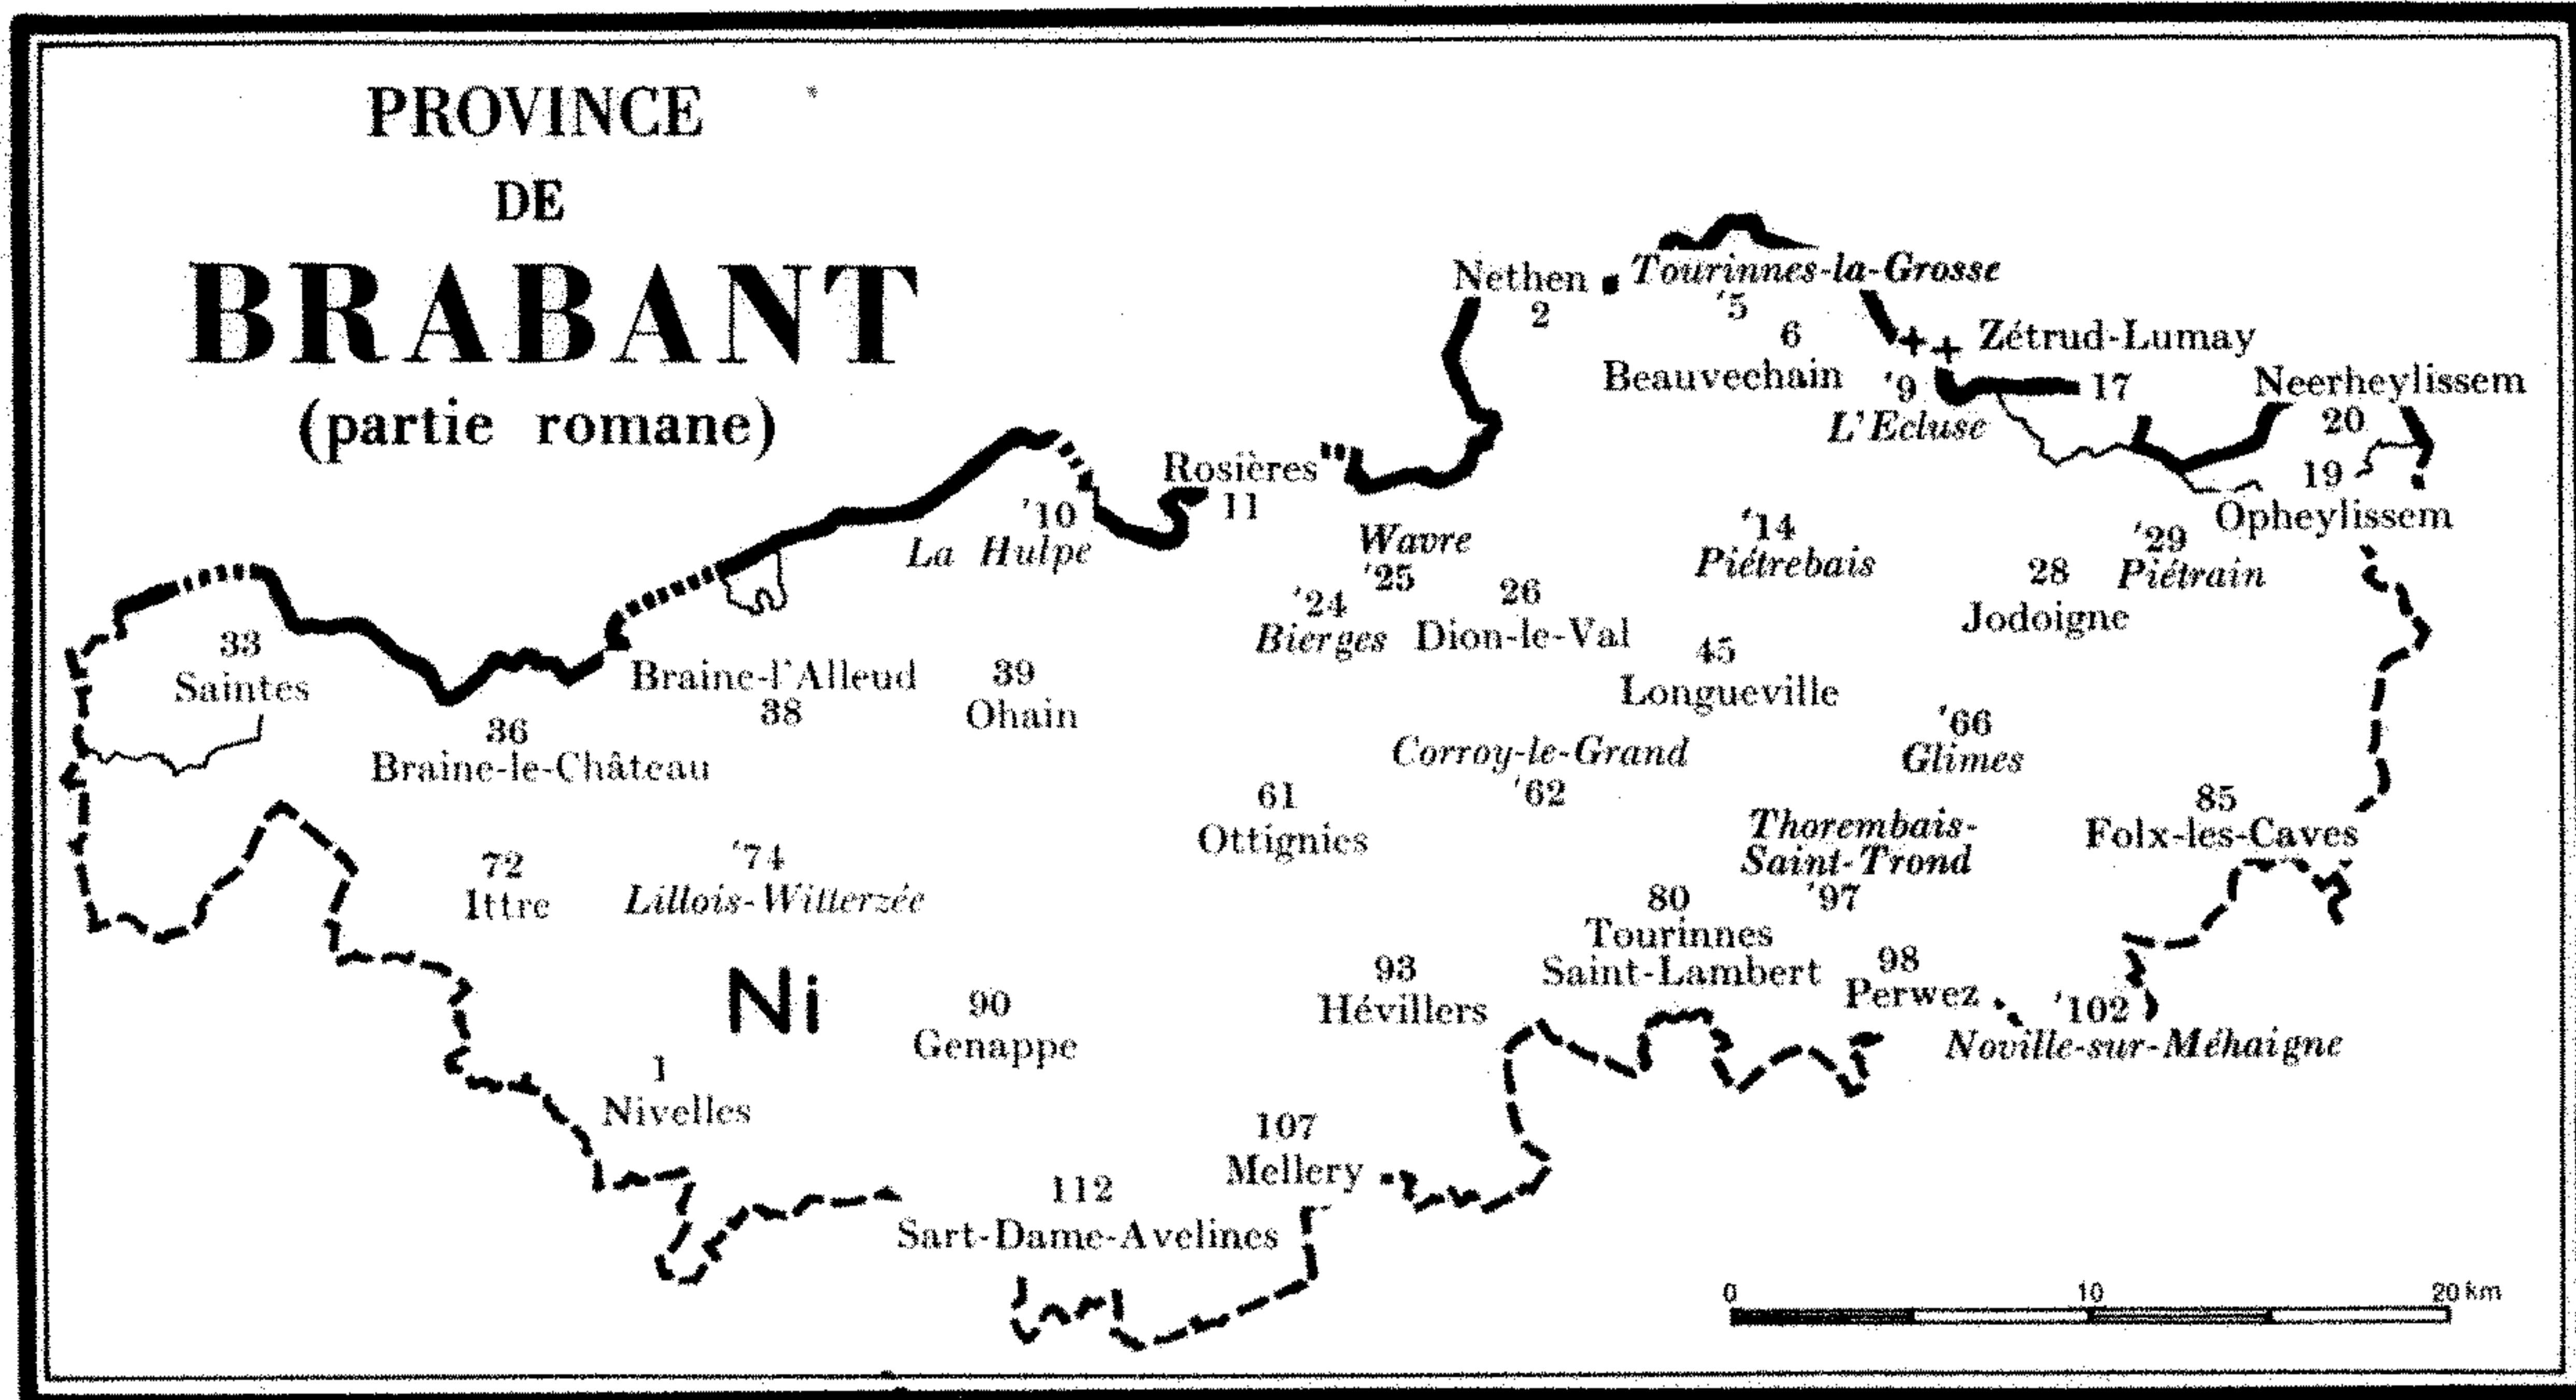 PROVINCE
DE
BRABANT
(partie romane)
Nethen
2
Tourinnes-la-Grosse
'5
6
Beauvechain
Zétrud-Lumay
17
'9
L'Ecluse
Neerheylissem
20
19
Opheylissem
Rosières
11
'10
La Hulpe
Wavre
'25
'24
Bierges
26
Dion-le-Val
'14
Piétrebais
28
Jodoigne
'29
Piétrain
33
Saintes
36
Braine-le-Château
Braine-l'Alleud
38
39
Ohain
45
Longueville
Corroy-le-Grand
'62
'66
Glimes
61
Ottignies
85
Folx-les-Caves
72
Ittre
'74
Lillois-Witterzée
Thorembais-
Saint-Trond
'97
80
Tourinnes
Saint-Lambert
98
Perwez
'102
Noville-sur-Méhaigne
93
Hévillers
Ni
90
Genappe
1
Nivelles
107
Mellery
112
Sart-Dame-Avelines
0 10 20 km